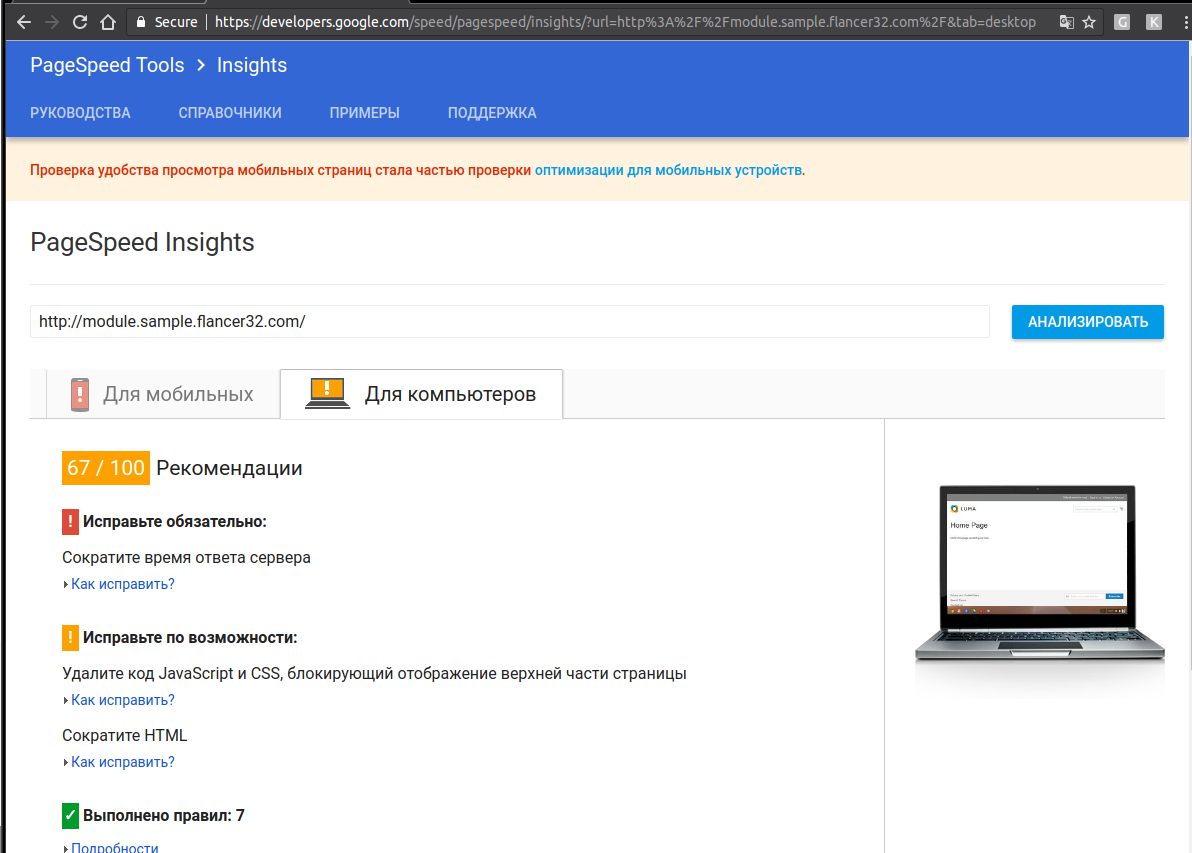 Secure https://developers.google.com/speed/pagespeed/insights/?url=http%3A%2F%2Fmodule.sample.flancer32.com%2F&tab=desktop G K
PageSpeed Tools > Insights
РУКОВОДСТВА СПРАВОЧНИКИ ПРИМЕРЫ ПОДДЕРЖКА
Проверка удобства просмотра мобильных страниц стала частью проверки оптимизации для мобильных устройств.
PageSpeed Insights
http://module.sample.flancer32.com/ АНАЛИЗИРОВАТЬ
Для мобильных Для компьютеров
67 / 100 Рекомендации
! Исправьте обязательно:
Сократите время ответа сервера
Как исправить?
! Исправьте по возможности:
Удалите код JavaScript и CSS, блокирующий отображение верхней части страницы
Как исправить?
Сократите HTML
Как исправить?
✓ Выполнено правил: 7
Подробности
LUMA
Home Page